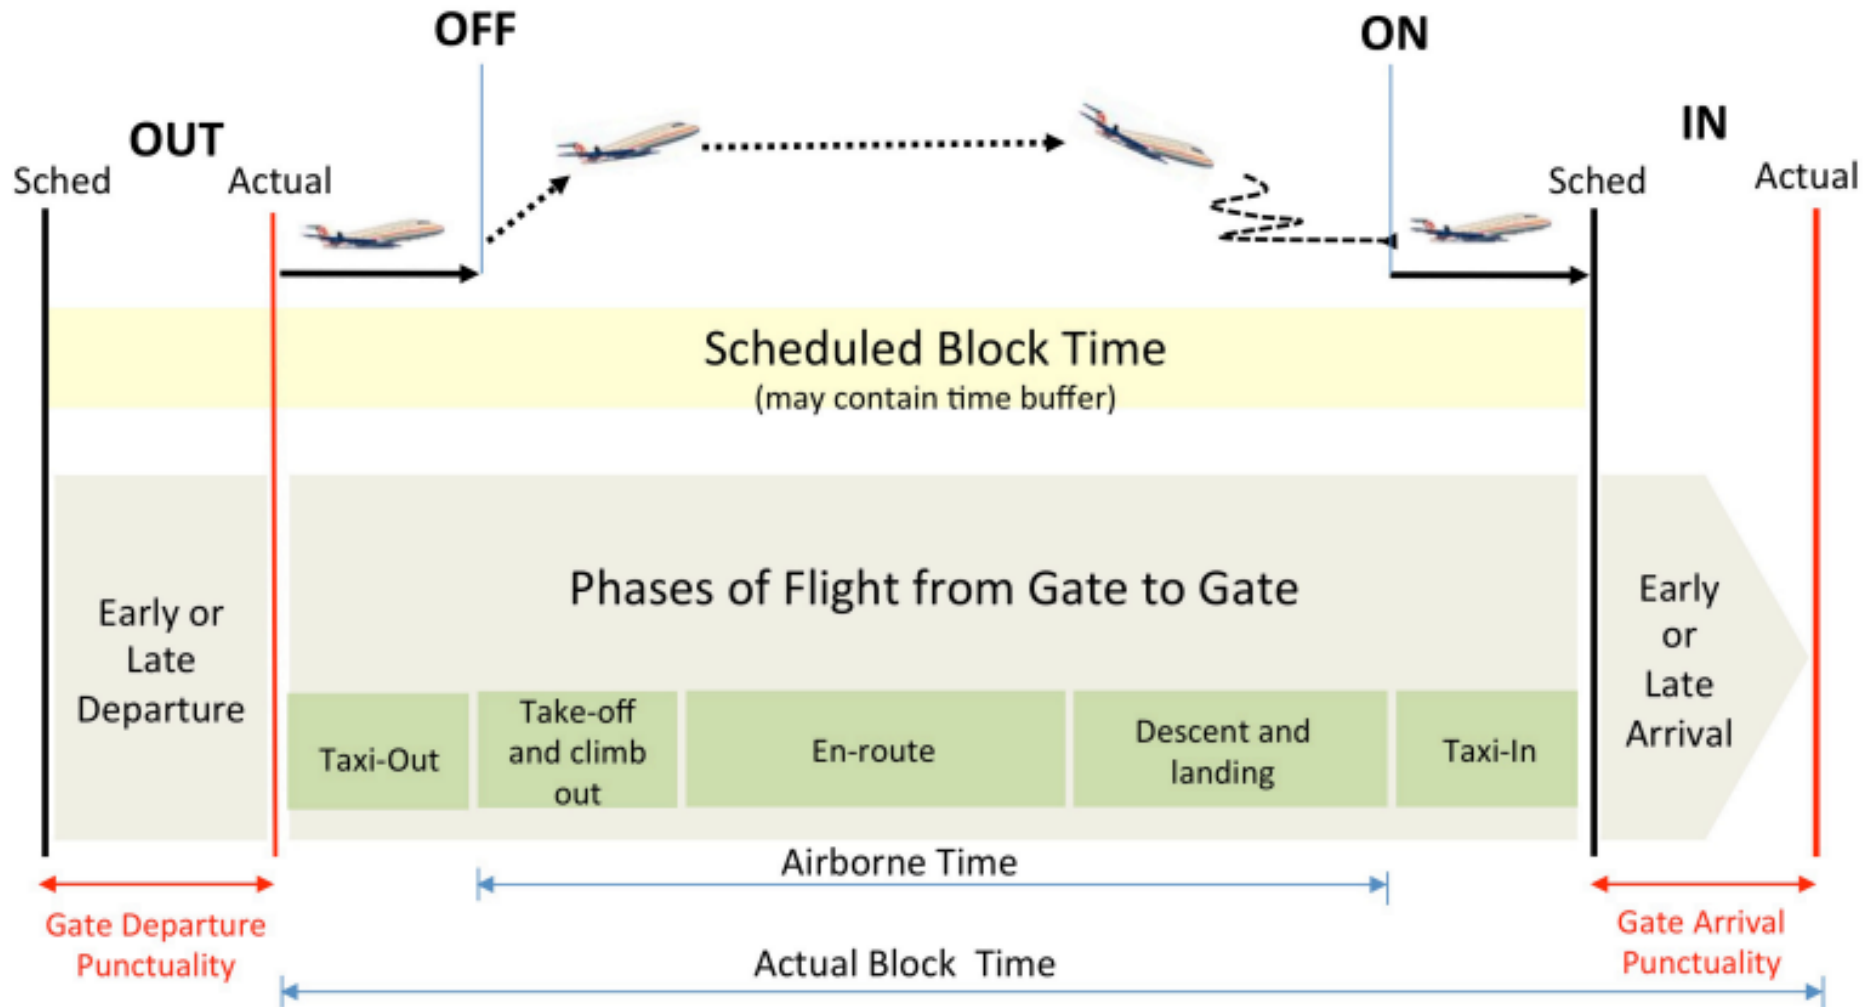 OFF
ON
OUT
IN
Sched
Actual
Sched
Actual
Scheduled Block Time
(may contain time buffer)
Phases of Flight from Gate to Gate
Early or
Late
Departure
Early
or
Late
Arrival
Taxi-Out
Take-off
and climb
out
En-route
Descent and
landing
Taxi-In
Airborne Time
Gate Departure
Punctuality
Gate Arrival
Punctuality
Actual Block Time